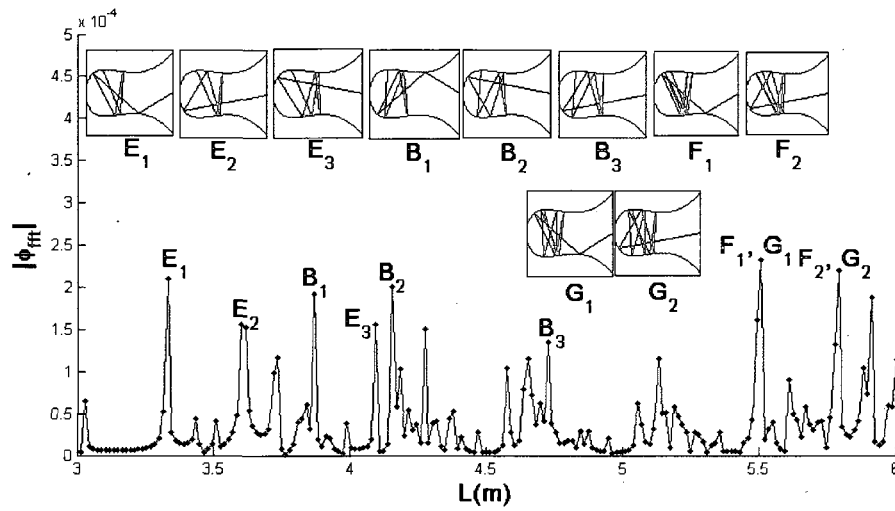 × 10⁻⁴
5
4.5
4
3.5
3
2.5
2
1.5
1
0.5
0
|ϕfft|
E₁ E₂ E₃ B₁ B₂ B₃ F₁ F₂
G₁ G₂
E₁
E₂
B₁
E₃
B₂
B₃
F₁, G₁ F₂, G₂
3 3.5 4 4.5 5 5.5 6
L(m)